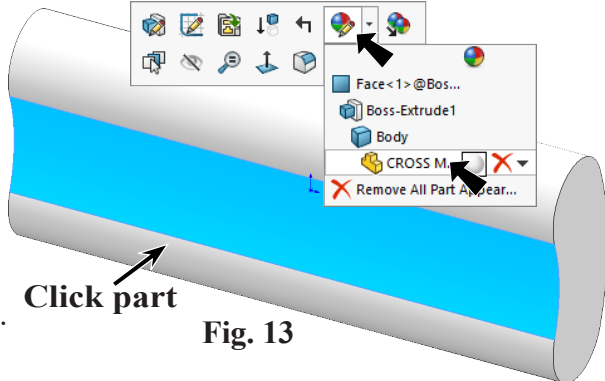 Face<1>@Bos...
Boss-Extrude1
Body
CROSS M.
Remove All Part Appear...
Click part
.
Fig. 13